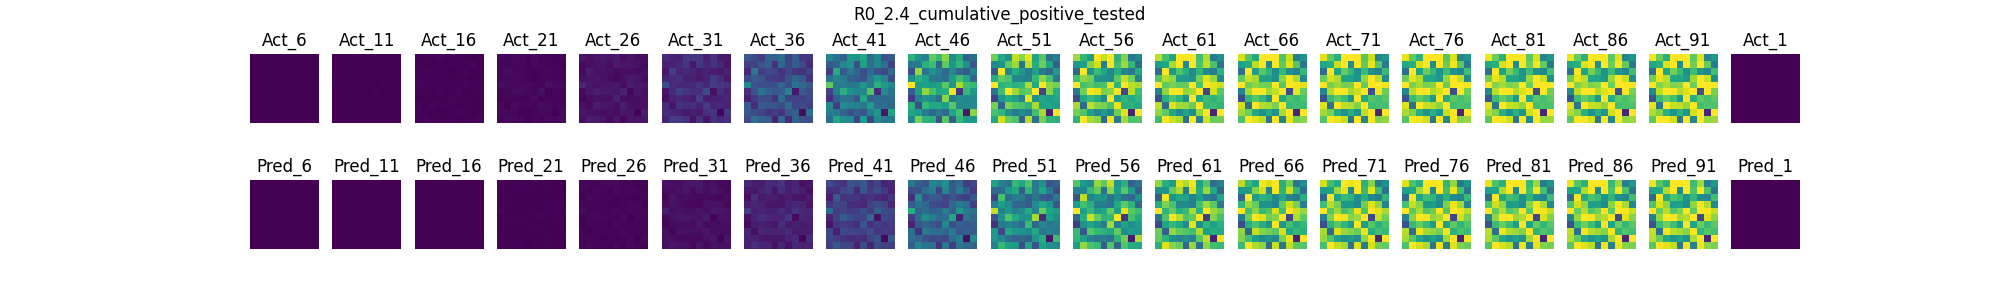 R0_2.4_cumulative_positive_tested
Act_6 Act_11 Act_16 Act_21 Act_26 Act_31 Act_36 Act_41 Act_46 Act_51 Act_56 Act_61 Act_66 Act_71 Act_76 Act_81 Act_86 Act_91 Act_1
Pred_6 Pred_11 Pred_16 Pred_21 Pred_26 Pred_31 Pred_36 Pred_41 Pred_46 Pred_51 Pred_56 Pred_61 Pred_66 Pred_71 Pred_76 Pred_81 Pred_86 Pred_91 Pred_1